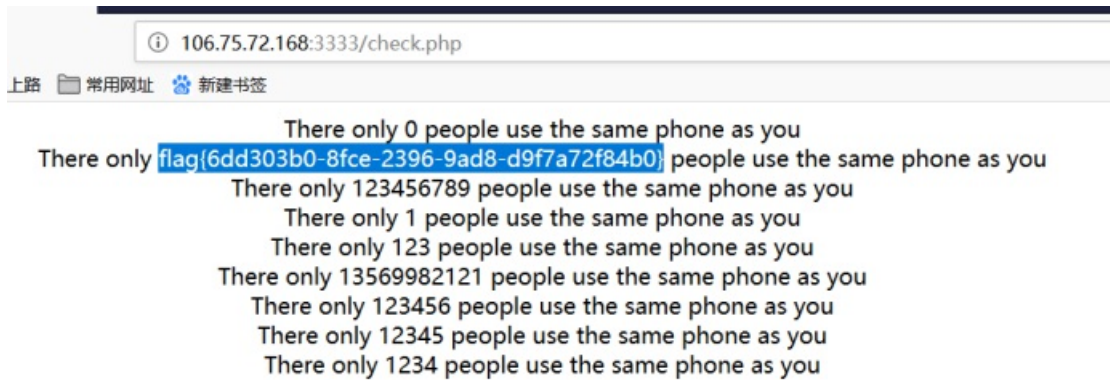 106.75.72.168:3333/check.php
上路 常用网址 新建书签
There only 0 people use the same phone as you
There only flag{6dd303b0-8fce-2396-9ad8-d9f7a72f84b0} people use the same phone as you
There only 123456789 people use the same phone as you
There only 1 people use the same phone as you
There only 123 people use the same phone as you
There only 13569982121 people use the same phone as you
There only 123456 people use the same phone as you
There only 12345 people use the same phone as you
There only 1234 people use the same phone as you